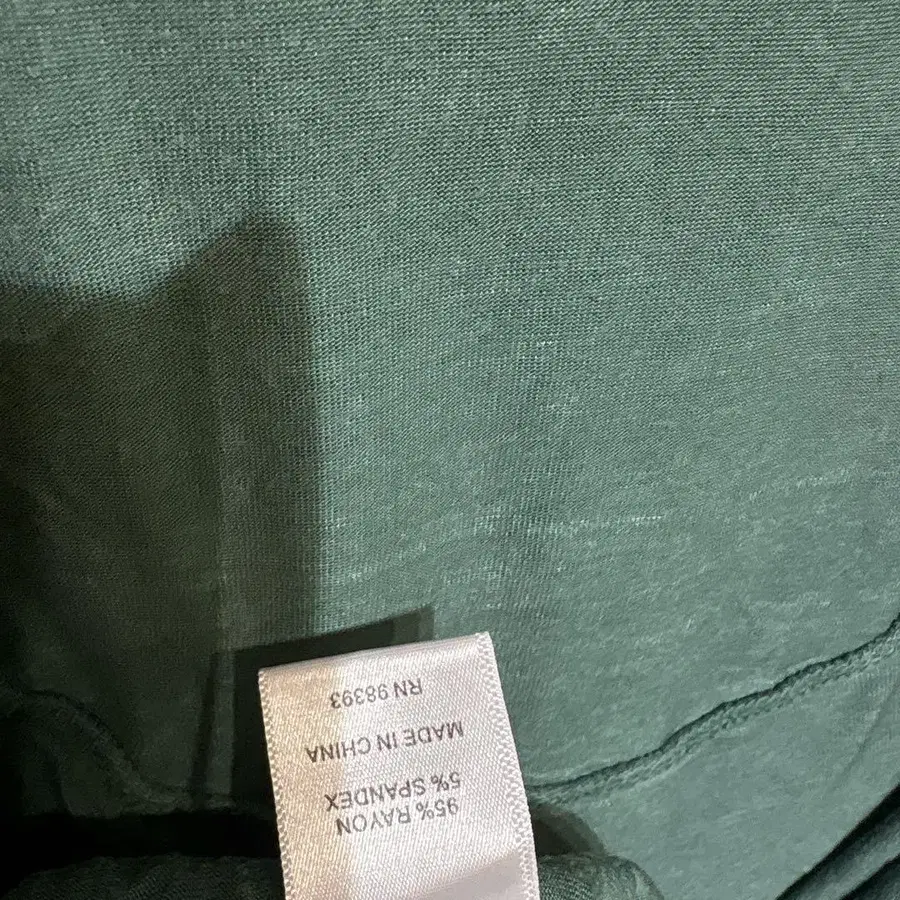 95% RAYON
5% SPANDEX
MADE IN CHINA
RN 98393